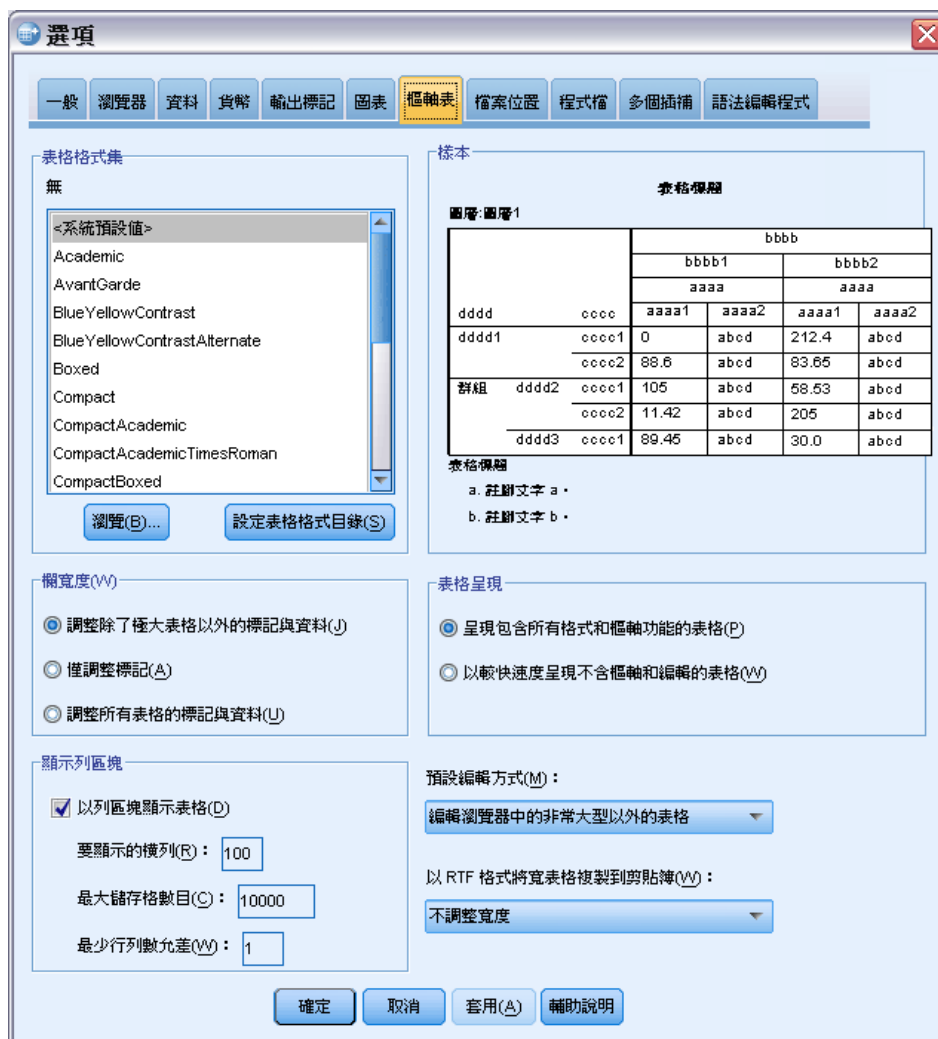 選項
一般 瀏覽器 資料 貨幣 輸出標記 圖表 樞軸表 檔案位置 程式檔 多個插補 語法編輯程式
表格格式集
無
<系統預設值>
Academic
AvantGarde
BlueYellowContrast
BlueYellowContrastAlternate
Boxed
Compact
CompactAcademic
CompactAcademicTimesRoman
CompactBoxed
瀏覽(B)... 設定表格格式目錄(S)
樣本
表格標題
圖層:圖層1
bbbb
bbbb1 bbbb2
aaaa aaaa
dddd cccc aaaa1 aaaa2 aaaa1 aaaa2
dddd1 cccc1 0 abcd 212.4 abcd
cccc2 88.6 abcd 83.65 abcd
群組 dddd2 cccc1 105 abcd 58.53 abcd
cccc2 11.42 abcd 205 abcd
dddd3 cccc1 89.45 abcd 30.0 abcd
表格標題
a. 註腳文字 a。
b. 註腳文字 b。
欄寬度(W)
調整除了極大表格以外的標記與資料(J)
僅調整標記(A)
調整所有表格的標記與資料(U)
表格呈現
呈現包含所有格式和樞軸功能的表格(P)
以較快速度呈現不含樞軸和編輯的表格(W)
顯示列區塊
以列區塊顯示表格(D)
要顯示的橫列(R)： 100
最大儲存格數目(C)： 10000
最少行列數允差(W)： 1
預設編輯方式(M)：
編輯瀏覽器中的非常大型以外的表格
以 RTF 格式將寬表格複製到剪貼簿(W)：
不調整寬度
確定 取消 套用(A) 輔助說明